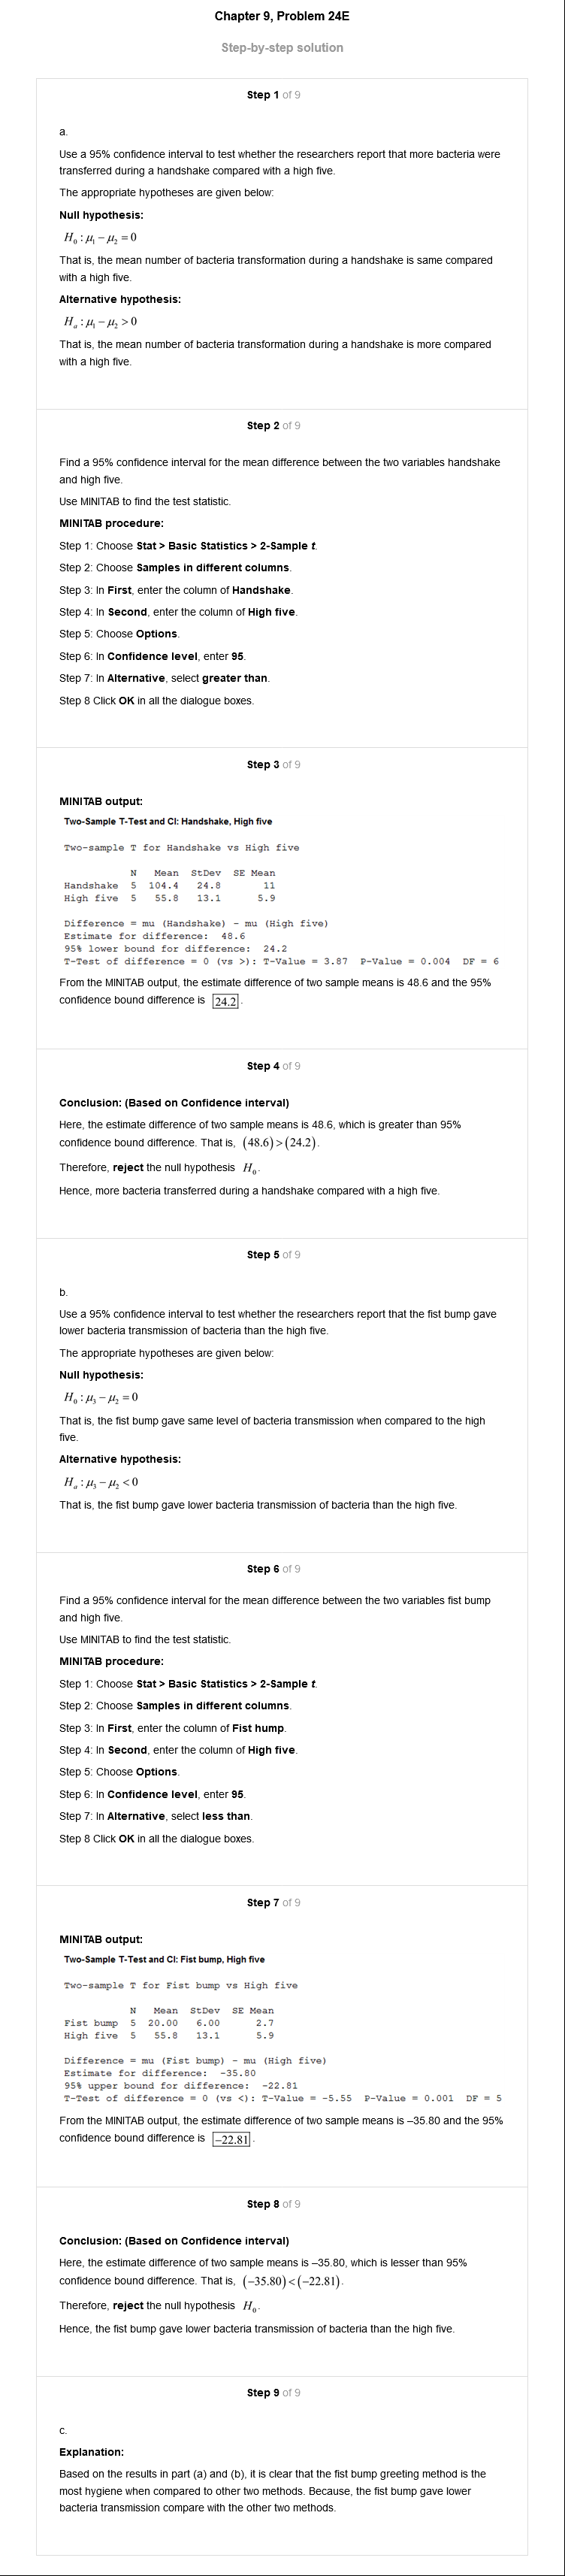 Chapter 9, Problem 24E
Step-by-step solution
Step 1 of 9
a.
Use a 95% confidence interval to test whether the researchers report that more bacteria were
transferred during a handshake compared with a high five.
The appropriate hypotheses are given below:
Null hypothesis:
H₀ : μ₁ − μ₂ = 0
That is, the mean number of bacteria transformation during a handshake is same compared
with a high five.
Alternative hypothesis:
Hₐ : μ₁ − μ₂ > 0
That is, the mean number of bacteria transformation during a handshake is more compared
with a high five.
Step 2 of 9
Find a 95% confidence interval for the mean difference between the two variables handshake
and high five.
Use MINITAB to find the test statistic.
MINITAB procedure:
Step 1: Choose Stat > Basic Statistics > 2-Sample t.
Step 2: Choose Samples in different columns.
Step 3: In First, enter the column of Handshake.
Step 4: In Second, enter the column of High five.
Step 5: Choose Options.
Step 6: In Confidence level, enter 95.
Step 7: In Alternative, select greater than.
Step 8 Click OK in all the dialogue boxes.
Step 3 of 9
MINITAB output:
Two-Sample T-Test and CI: Handshake, High five
Two-sample T for Handshake vs High five
N Mean StDev SE Mean
Handshake 5 104.4 24.8 11
High five 5 55.8 13.1 5.9
Difference = mu (Handshake) - mu (High five)
Estimate for difference: 48.6
95% lower bound for difference: 24.2
T-Test of difference = 0 (vs >): T-Value = 3.87 P-Value = 0.004 DF = 6
From the MINITAB output, the estimate difference of two sample means is 48.6 and the 95%
confidence bound difference is 24.2.
Step 4 of 9
Conclusion: (Based on Confidence interval)
Here, the estimate difference of two sample means is 48.6, which is greater than 95%
confidence bound difference. That is, (48.6) > (24.2).
Therefore, reject the null hypothesis H₀.
Hence, more bacteria transferred during a handshake compared with a high five.
Step 5 of 9
b.
Use a 95% confidence interval to test whether the researchers report that the fist bump gave
lower bacteria transmission of bacteria than the high five.
The appropriate hypotheses are given below:
Null hypothesis:
H₀ : μ₃ − μ₂ = 0
That is, the fist bump gave same level of bacteria transmission when compared to the high
five.
Alternative hypothesis:
Hₐ : μ₃ − μ₂ < 0
That is, the fist bump gave lower bacteria transmission of bacteria than the high five.
Step 6 of 9
Find a 95% confidence interval for the mean difference between the two variables fist bump
and high five.
Use MINITAB to find the test statistic.
MINITAB procedure:
Step 1: Choose Stat > Basic Statistics > 2-Sample t.
Step 2: Choose Samples in different columns.
Step 3: In First, enter the column of Fist hump.
Step 4: In Second, enter the column of High five.
Step 5: Choose Options.
Step 6: In Confidence level, enter 95.
Step 7: In Alternative, select less than.
Step 8 Click OK in all the dialogue boxes.
Step 7 of 9
MINITAB output:
Two-Sample T-Test and CI: Fist bump, High five
Two-sample T for Fist bump vs High five
N Mean StDev SE Mean
Fist bump 5 20.00 6.00 2.7
High five 5 55.8 13.1 5.9
Difference = mu (Fist bump) - mu (High five)
Estimate for difference: -35.80
95% upper bound for difference: -22.81
T-Test of difference = 0 (vs <): T-Value = -5.55 P-Value = 0.001 DF = 5
From the MINITAB output, the estimate difference of two sample means is –35.80 and the 95%
confidence bound difference is −22.81.
Step 8 of 9
Conclusion: (Based on Confidence interval)
Here, the estimate difference of two sample means is –35.80, which is lesser than 95%
confidence bound difference. That is, (−35.80) < (−22.81).
Therefore, reject the null hypothesis H₀.
Hence, the fist bump gave lower bacteria transmission of bacteria than the high five.
Step 9 of 9
c.
Explanation:
Based on the results in part (a) and (b), it is clear that the fist bump greeting method is the
most hygiene when compared to other two methods. Because, the fist bump gave lower
bacteria transmission compare with the other two methods.